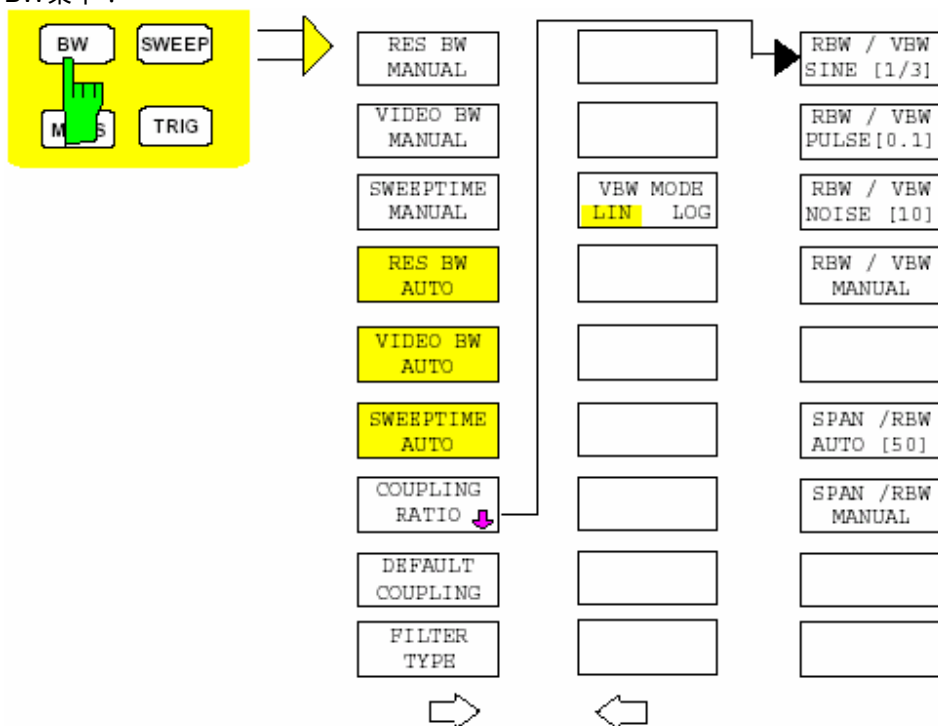 BW
SWEEP
TRIG
RES BW
MANUAL
VIDEO BW
MANUAL
SWEEPTIME
MANUAL
RES BW
AUTO
VIDEO BW
AUTO
SWEEPTIME
AUTO
COUPLING
RATIO
DEFAULT
COUPLING
FILTER
TYPE
VBW MODE
LIN LOG
RBW / VBW
SINE [1/3]
RBW / VBW
PULSE[0.1]
RBW / VBW
NOISE [10]
RBW / VBW
MANUAL
SPAN /RBW
AUTO [50]
SPAN /RBW
MANUAL